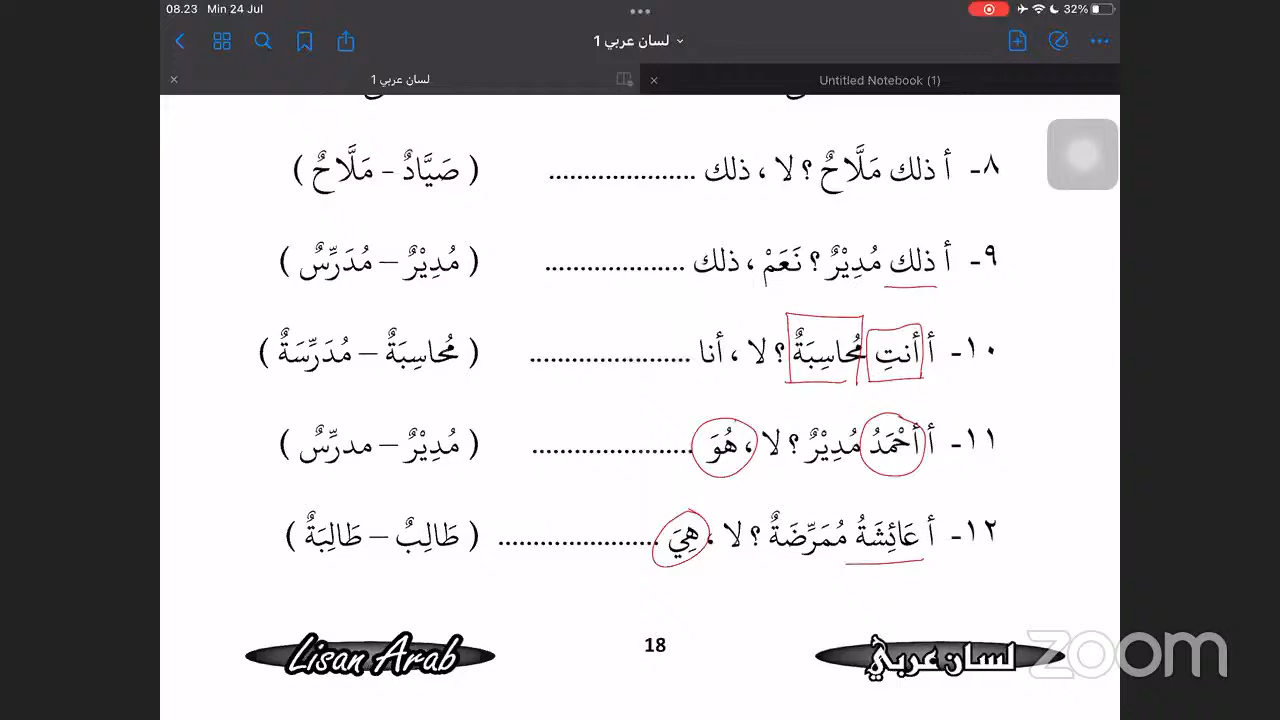 08.23 Min 24 Jul
32%
لسان عربي 1
لسان عربي 1
Untitled Notebook (1)
٨- أ ذلك مَلَّاحٌ ؟ لا ، ذلك ..................... ( صَيَّادٌ - مَلَّاحٌ )
٩- أ ذلك مُدِيْرٌ ؟ نَعَمْ ، ذلك .................... ( مُدِيْرٌ – مُدَرِّسٌ )
١٠- أ أنتِ مُحاسِبَةٌ ؟ لا ، أنا ....................... ( مُحاسِبَةٌ – مُدَرِّسَةٌ )
١١- أ أحْمَدُ مُدِيْرٌ ؟ لا ، هُوَ ....................... ( مُدِيْرٌ – مدرِّسٌ )
١٢- أ عَائِشَةُ مُمَرِّضَةٌ ؟ لا ، هِيَ ....................... ( طَالِبٌ – طَالِبَةٌ )
Lisan Arab
18
لسان عربي
zoom